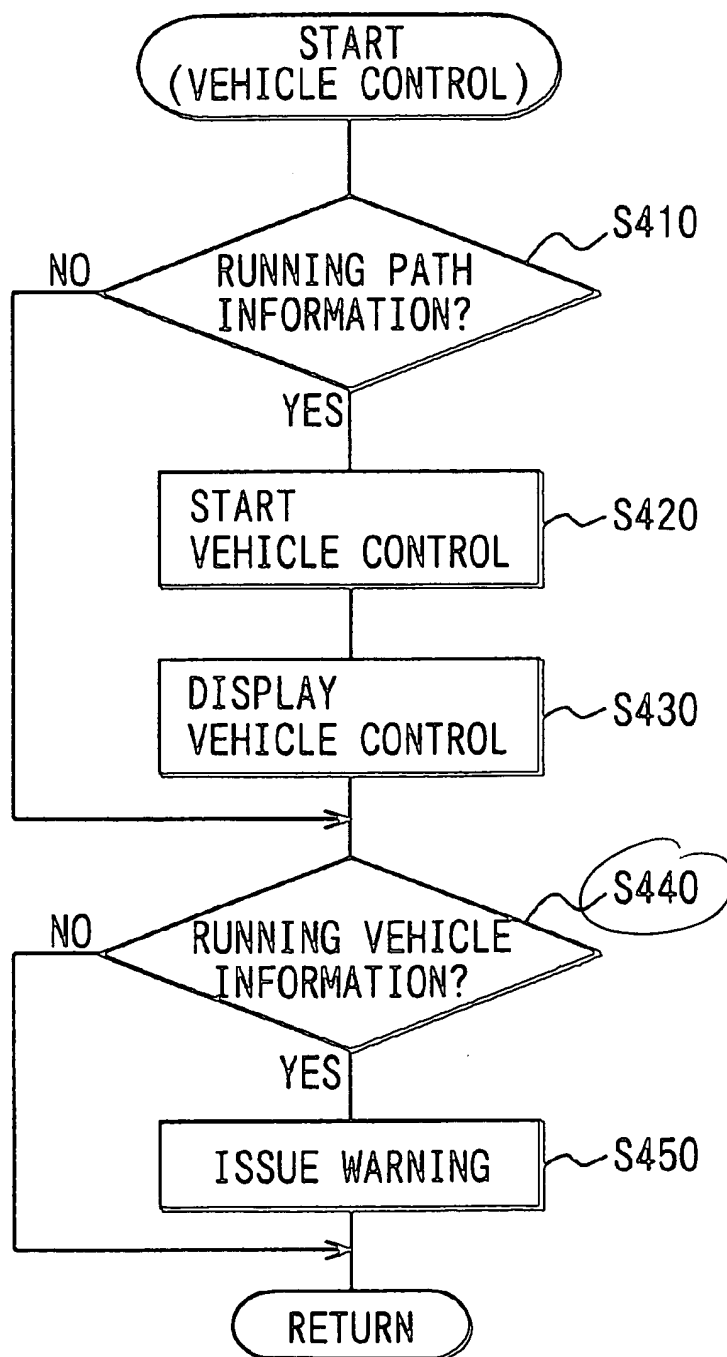 START
(VEHICLE CONTROL)
S410
NO
RUNNING PATH
INFORMATION?
YES
START
VEHICLE CONTROL
S420
DISPLAY
VEHICLE CONTROL
S430
S440
NO
RUNNING VEHICLE
INFORMATION?
YES
ISSUE WARNING
S450
RETURN